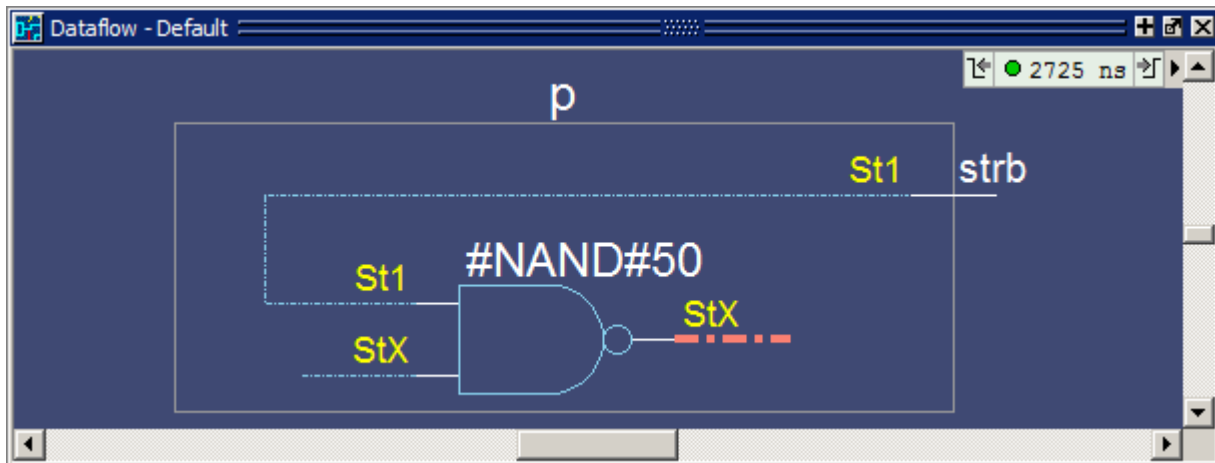 Dataflow - Default
2725 ns
p
St1 strb
#NAND#50
St1
StX
StX